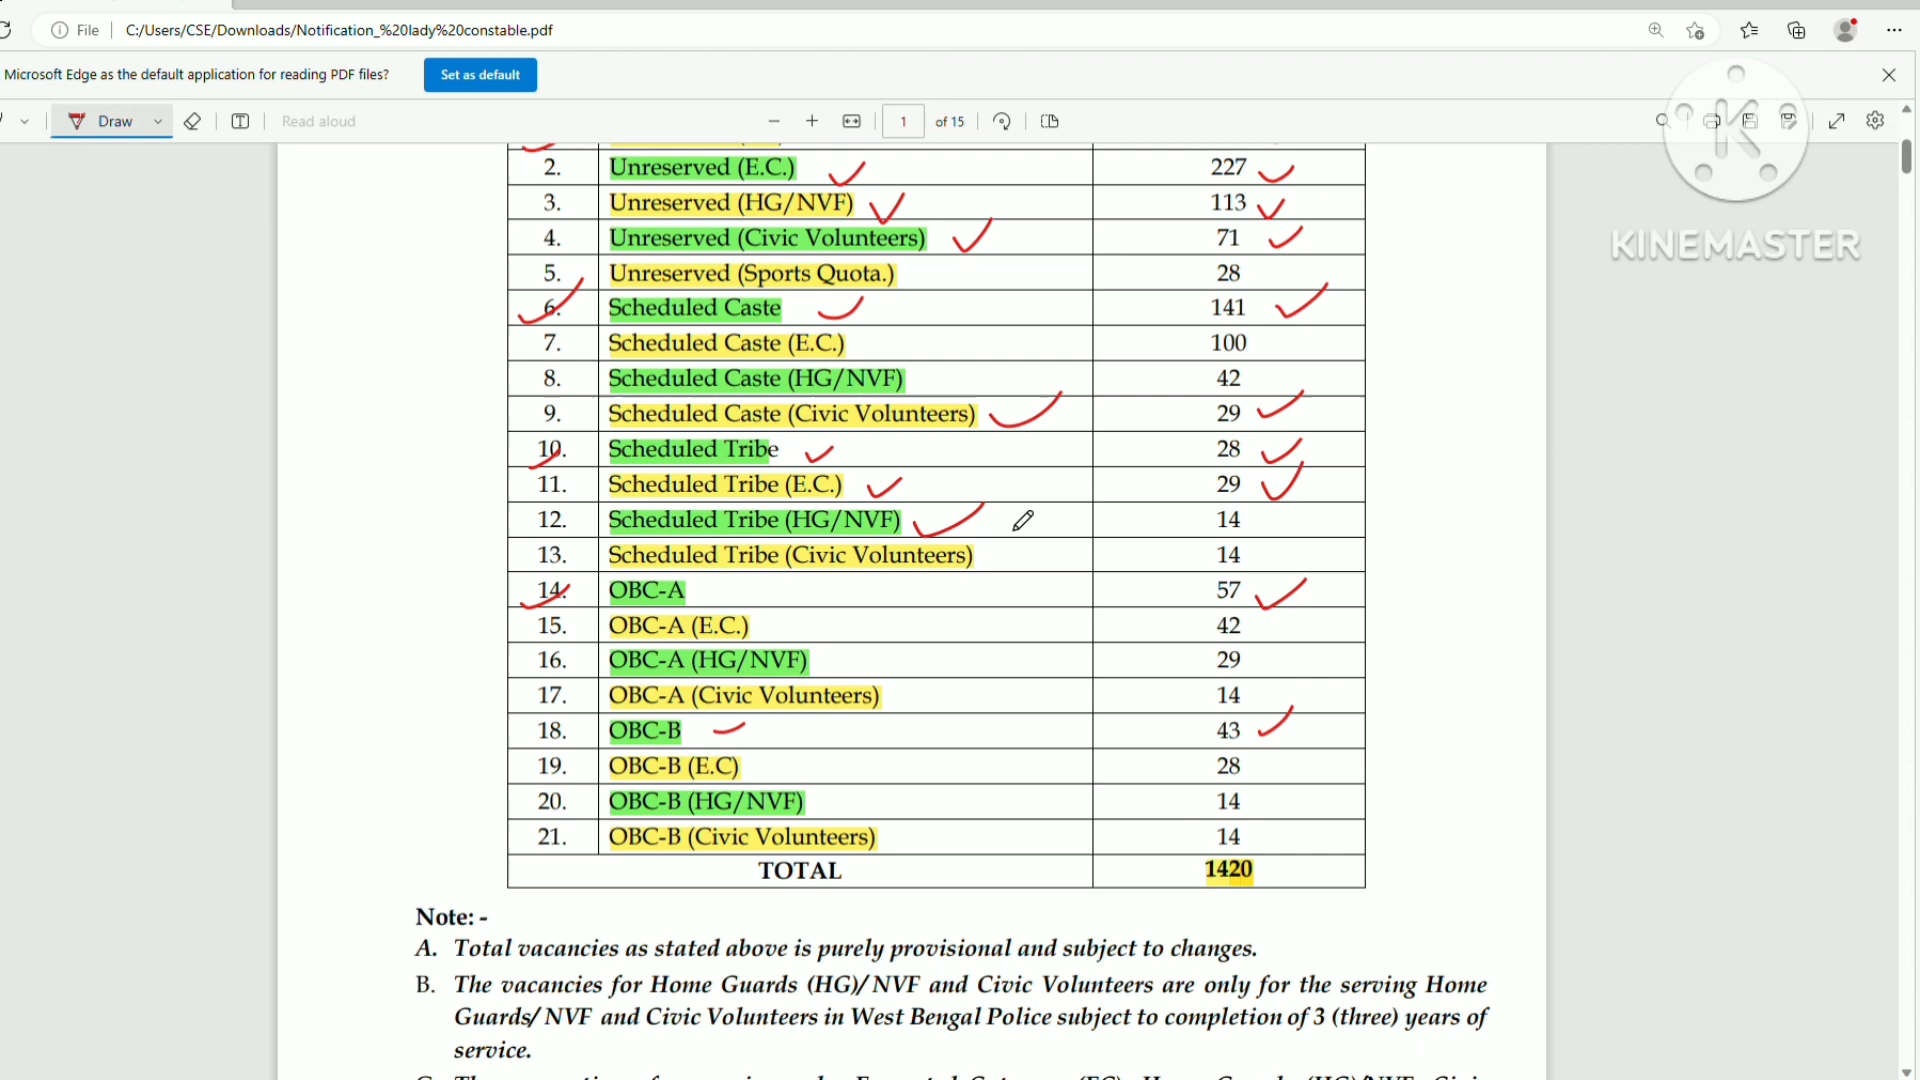 File C:/Users/CSE/Downloads/Notification_%20lady%20constable.pdf
Microsoft Edge as the default application for reading PDF files? Set as default
Draw Read aloud 1 of 15
2. Unreserved (E.C.) 227
3. Unreserved (HG/NVF) 113
4. Unreserved (Civic Volunteers) 71
KINEMASTER
5. Unreserved (Sports Quota.) 28
6. Scheduled Caste 141
7. Scheduled Caste (E.C.) 100
8. Scheduled Caste (HG/NVF) 42
9. Scheduled Caste (Civic Volunteers) 29
10. Scheduled Tribe 28
11. Scheduled Tribe (E.C.) 29
12. Scheduled Tribe (HG/NVF) 14
13. Scheduled Tribe (Civic Volunteers) 14
14. OBC-A 57
15. OBC-A (E.C.) 42
16. OBC-A (HG/NVF) 29
17. OBC-A (Civic Volunteers) 14
18. OBC-B 43
19. OBC-B (E.C) 28
20. OBC-B (HG/NVF) 14
21. OBC-B (Civic Volunteers) 14
TOTAL 1420
Note: -
A. Total vacancies as stated above is purely provisional and subject to changes.
B. The vacancies for Home Guards (HG)/ NVF and Civic Volunteers are only for the serving Home
Guards/ NVF and Civic Volunteers in West Bengal Police subject to completion of 3 (three) years of
service.